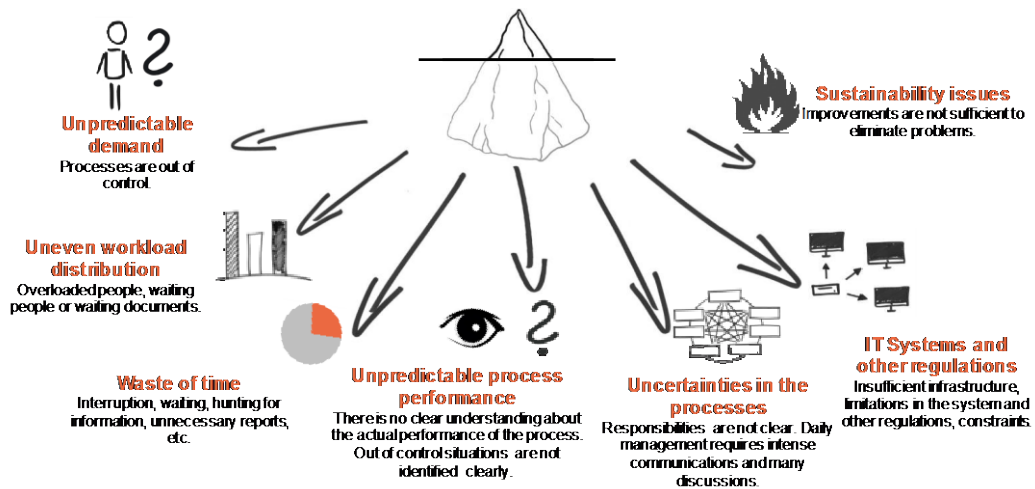 Unpredictable
demand
Processes are out of
control.
Uneven workload
distribution
Overloaded people, waiting
people or waiting documents.
Waste of time
Interruption, waiting, hunting for
information, unnecessary reports,
etc.
Unpredictable process
performance
There is no clear understanding about
the actual performance of the process.
Out of control situations are not
identified clearly.
Uncertainties in the
processes
Responsibilities are not clear. Daily
management requires intense
communications and many
discussions.
IT Systems and
other regulations
Insufficient infrastructure,
limitations in the system and
other regulations, constraints.
Sustainability issues
Improvements are not sufficient to
eliminate problems.